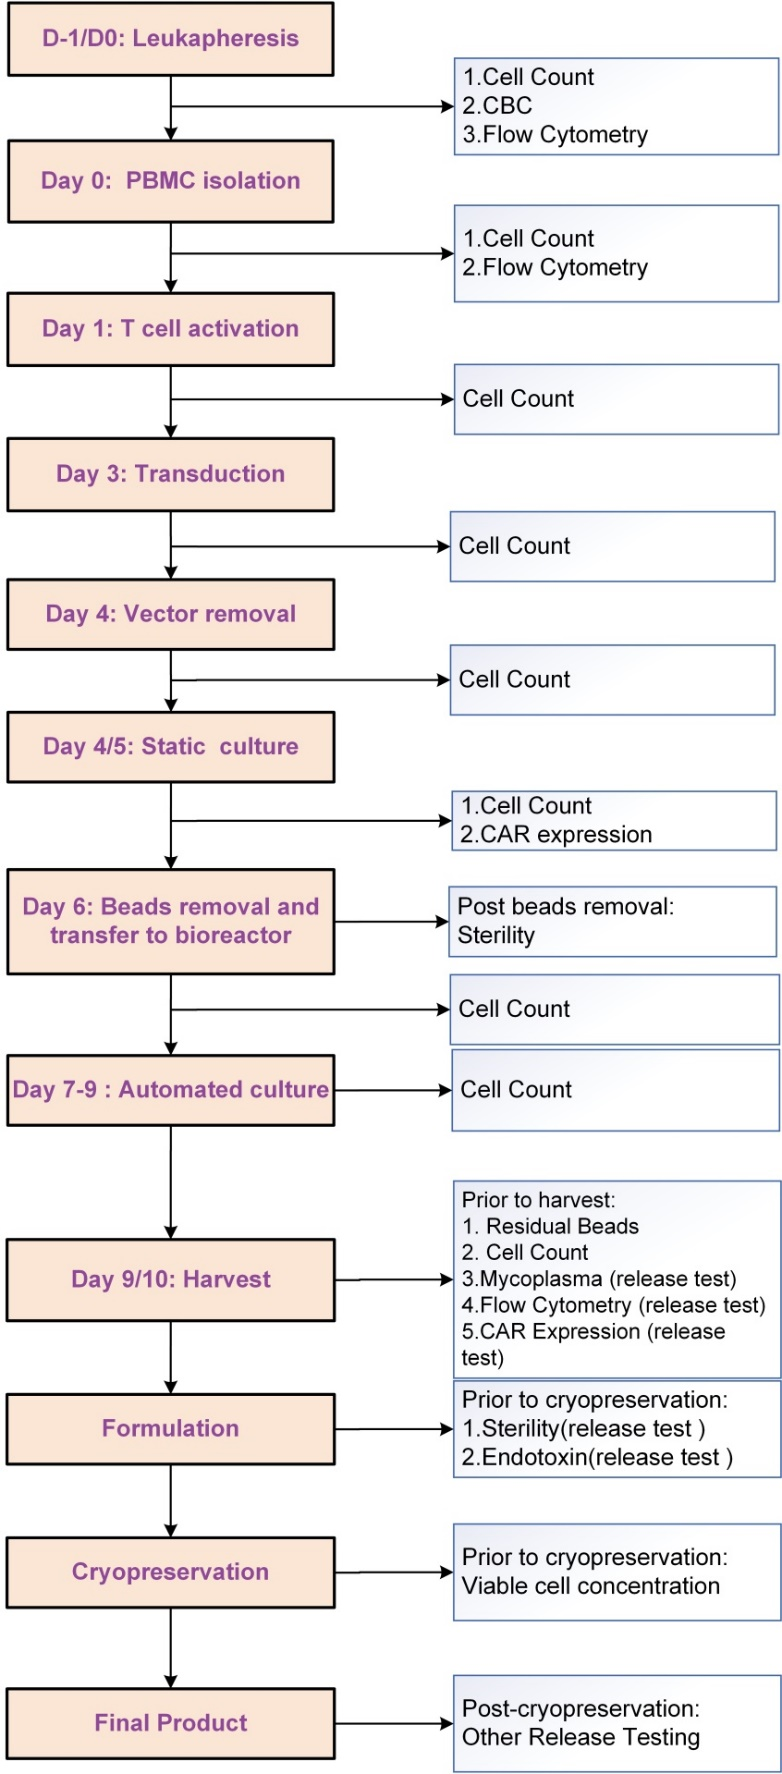 D-1/D0: Leukapheresis
1.Cell Count
2.CBC
3.Flow Cytometry
Day 0:  PBMC isolation
1.Cell Count
2.Flow Cytometry
Day 1: T cell activation
Cell Count
Day 3: Transduction
Cell Count
Day 4: Vector removal
Cell Count
Day 4/5: Static  culture
1.Cell Count
2.CAR expression
Day 6: Beads removal and
transfer to bioreactor
Post beads removal:
Sterility
Cell Count
Day 7-9 : Automated culture
Cell Count
Day 9/10: Harvest
Prior to harvest:
1. Residual Beads
2. Cell Count
3.Mycoplasma (release test)
4.Flow Cytometry (release test)
5.CAR Expression (release
test)
Formulation
Prior to cryopreservation:
1.Sterility(release test )
2.Endotoxin(release test )
Cryopreservation
Prior to cryopreservation:
Viable cell concentration
Final Product
Post-cryopreservation:
Other Release Testing